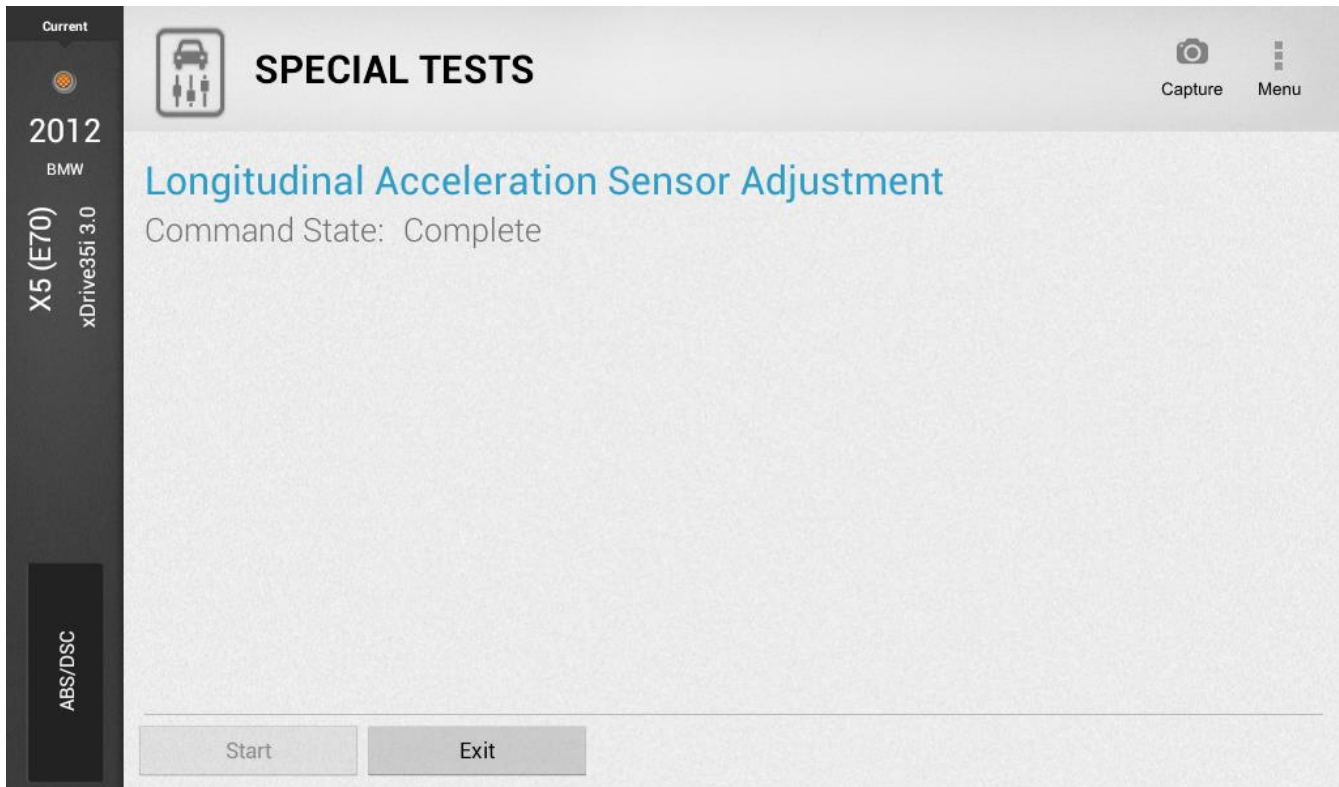 Current
2012
BMW
X5 (E70)
xDrive35i 3.0
ABS/DSC
SPECIAL TESTS
Capture
Menu
Longitudinal Acceleration Sensor Adjustment
Command State: Complete
Start
Exit